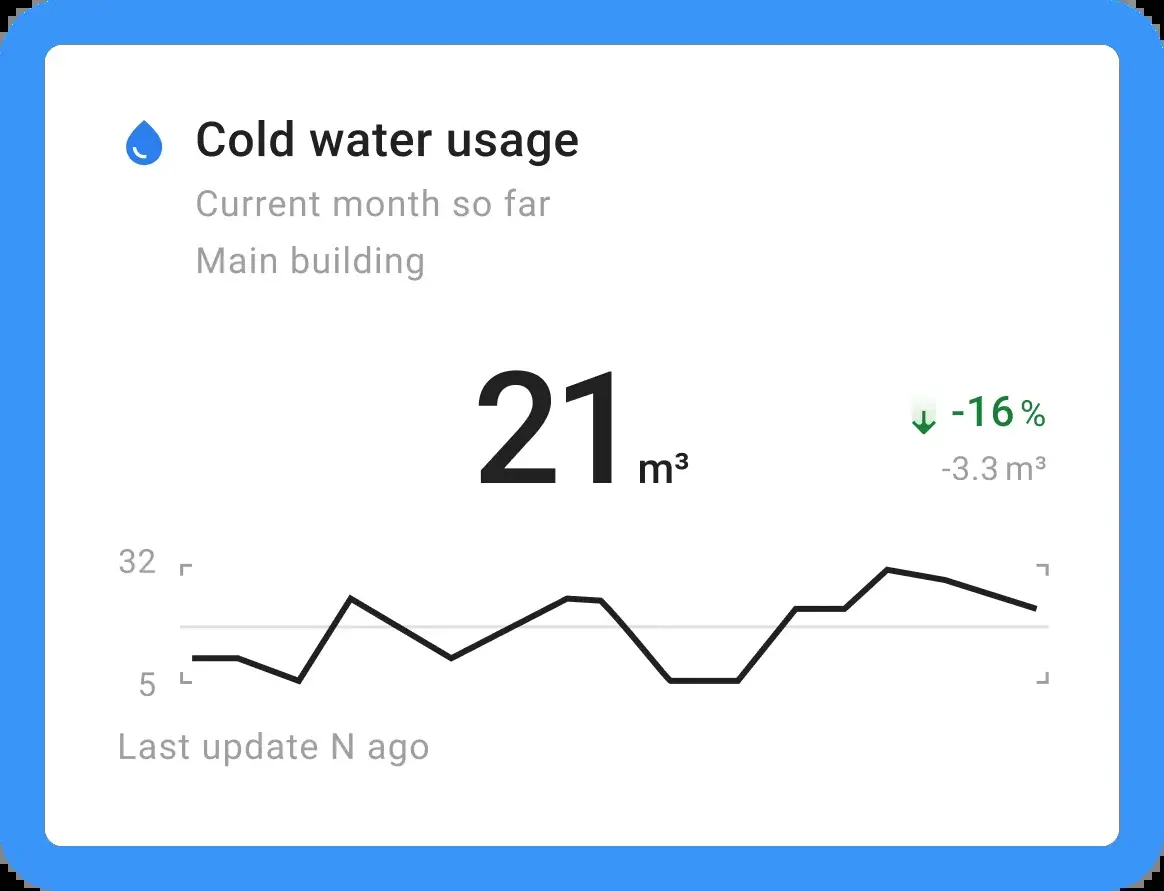 Cold water usage
Current month so far
Main building
21 m³
-16 %
-3.3 m³
32
5
Last update N ago